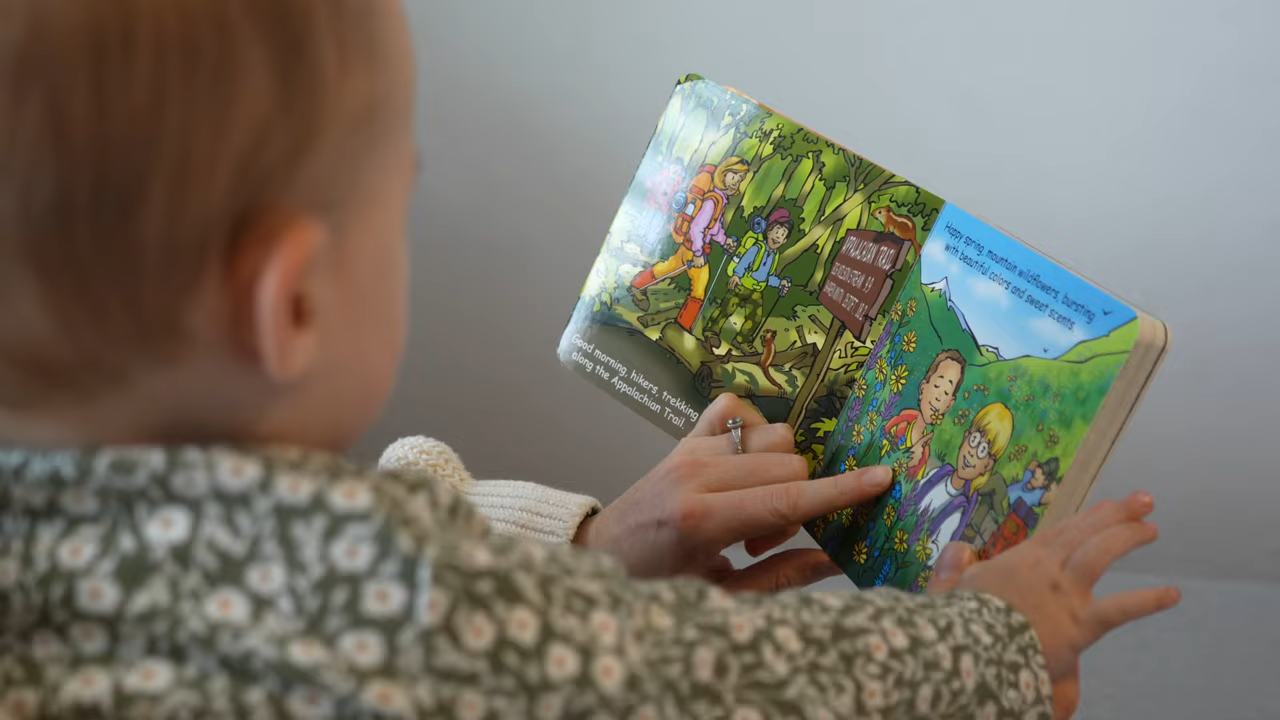 Good morning, hikers, trekking
along the Appalachian Trail.
APPALACHIAN TRAIL
Happy spring, mountain wildflowers, bursting
with beautiful colors and sweet scents.